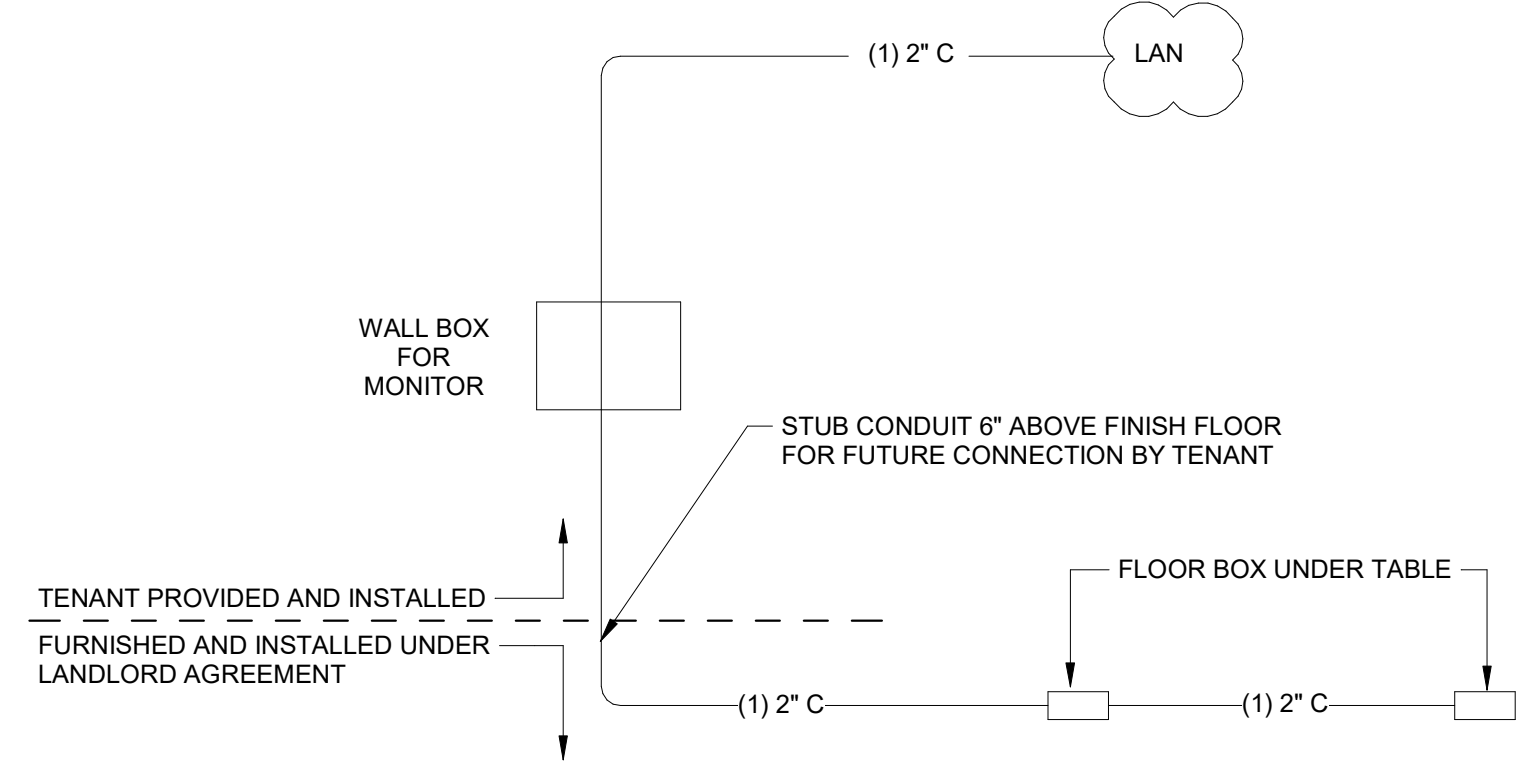 (1) 2" C
LAN
WALL BOX
FOR
MONITOR
STUB CONDUIT 6" ABOVE FINISH FLOOR
FOR FUTURE CONNECTION BY TENANT
FLOOR BOX UNDER TABLE
TENANT PROVIDED AND INSTALLED
FURNISHED AND INSTALLED UNDER
LANDLORD AGREEMENT
(1) 2" C
(1) 2" C